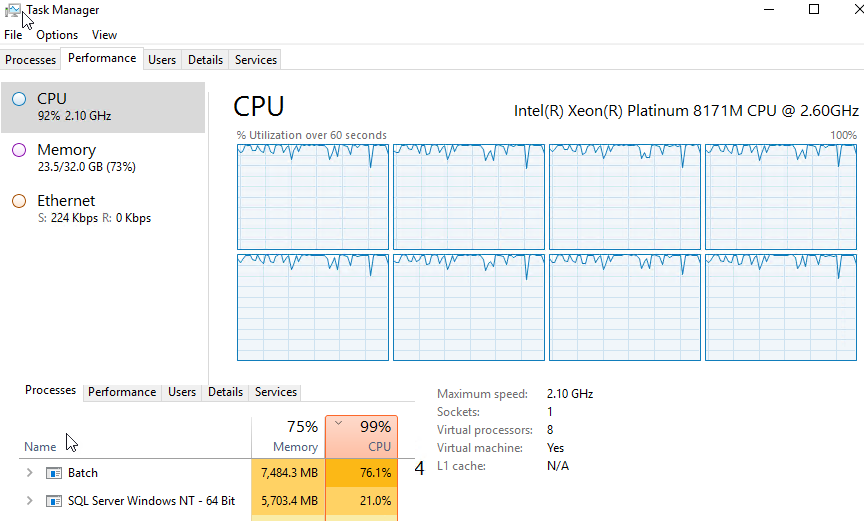 Task Manager
File Options View
Processes Performance Users Details Services
CPU
92% 2.10 GHz
Memory
23.5/32.0 GB (73%)
Ethernet
S: 224 Kbps R: 0 Kbps
CPU Intel(R) Xeon(R) Platinum 8171M CPU @ 2.60GHz
% Utilization over 60 seconds 100%
Processes Performance Users Details Services
75% 99%
Name Memory CPU
Batch 7,484.3 MB 76.1%
SQL Server Windows NT - 64 Bit 5,703.4 MB 21.0%
4
Maximum speed: 2.10 GHz
Sockets: 1
Virtual processors: 8
Virtual machine: Yes
L1 cache: N/A